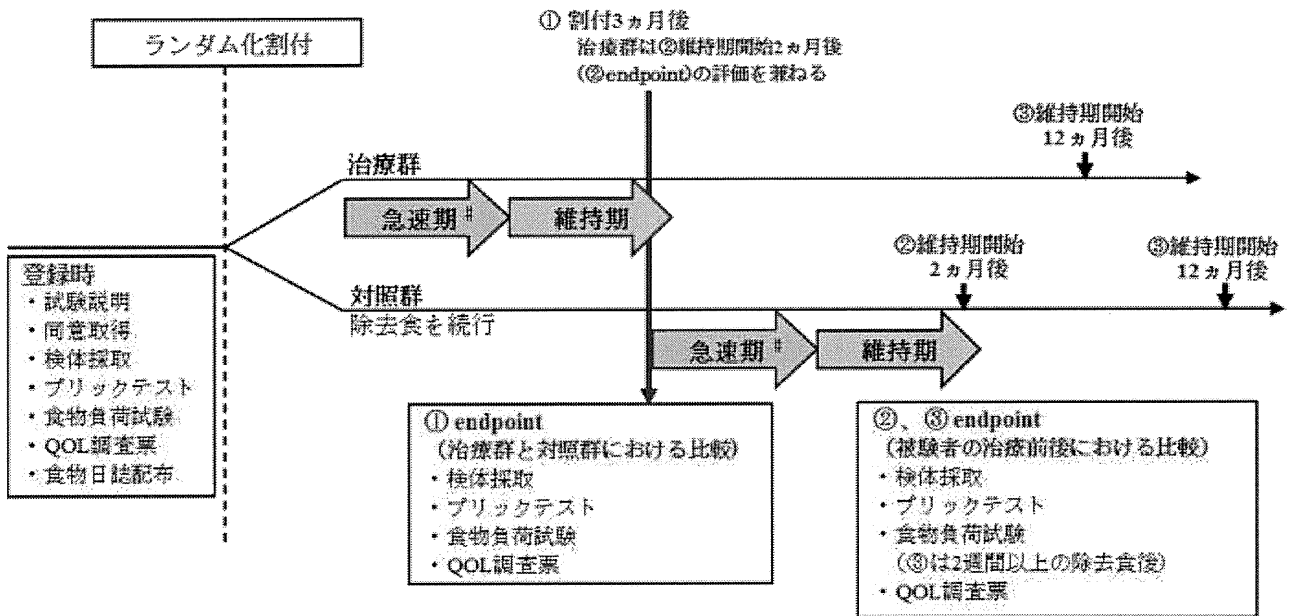 ランダム化割付
① 割付3ヵ月後
治療群は②維持期開始2ヵ月後
(②endpoint)の評価を兼ねる
③維持期開始
12ヵ月後
治療群
急速期♯
維持期
登録時
・試験説明
・同意取得
・検体採取
・プリックテスト
・食物負荷試験
・QOL調査票
・食物日誌配布
対照群
除去食を続行
②維持期開始
2ヵ月後
③維持期開始
12ヵ月後
急速期♯
維持期
① endpoint
(治療群と対照群における比較)
・検体採取
・プリックテスト
・食物負荷試験
・QOL調査票
②、③ endpoint
(被験者の治療前後における比較)
・検体採取
・プリックテスト
・食物負荷試験
(③は2週間以上の除去食後)
・QOL調査票